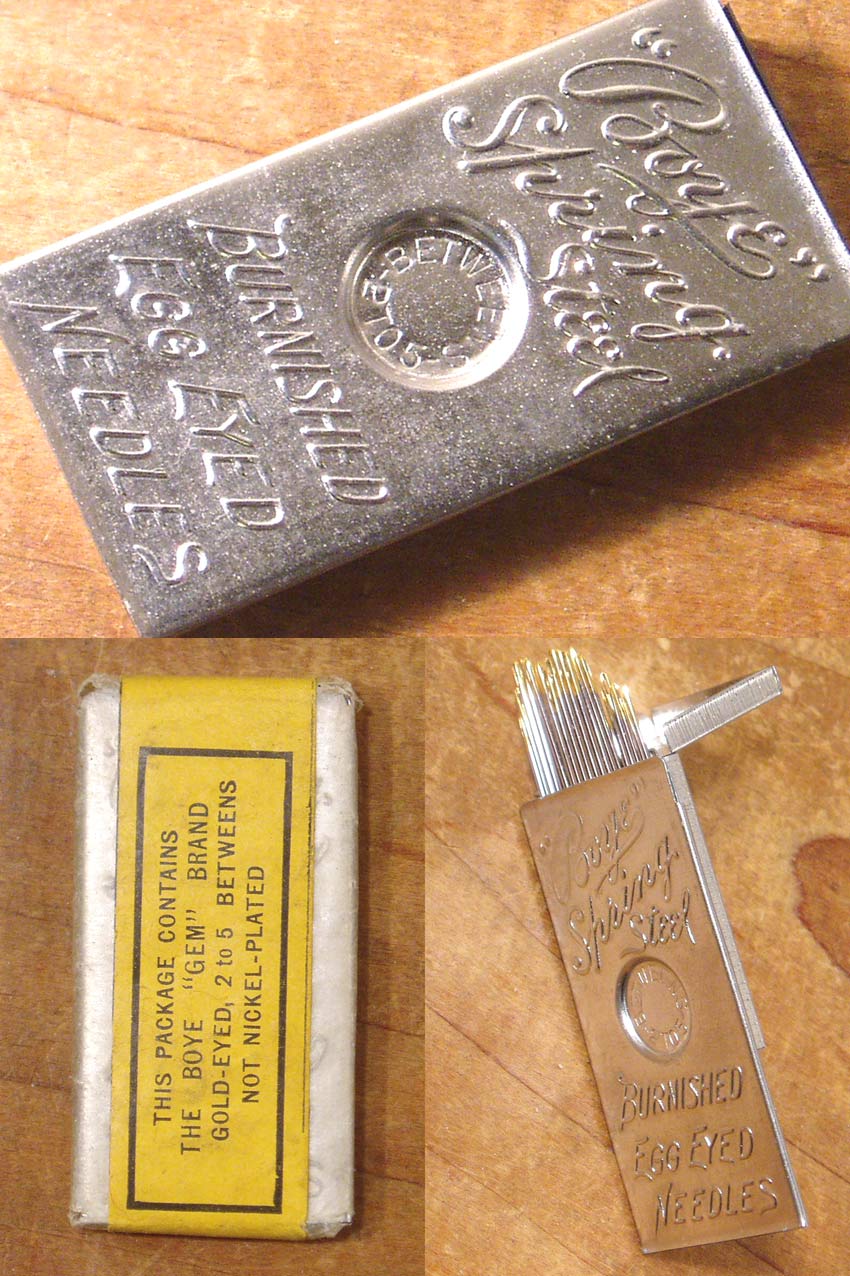 "Boye"
Spring
Steel
BETWEENS
2 TO 5
BURNISHED
EGG EYED
NEEDLES
THIS PACKAGE CONTAINS
THE BOYE "GEM" BRAND
GOLD-EYED, 2 to 5 BETWEENS
NOT NICKEL-PLATED
"Boye"
Spring
Steel
BURNISHED
EGG EYED
NEEDLES